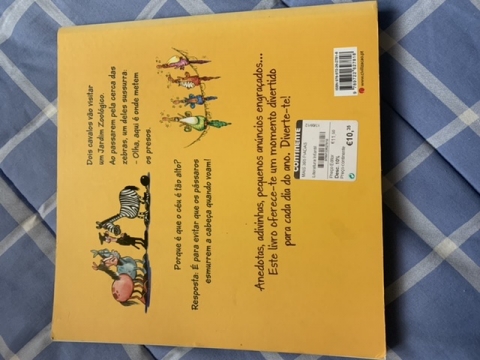 Dois cavalos vão visitar
um Jardim Zoológico.
Ao passarem pela cerca das
zebras, um deles sussurra:
- Olha, aqui é onde metem
os presos.
Porque é que o céu é tão alto?
Resposta: É para evitar que os pássaros
esmurrem a cabeça quando voam!
Anedotas, adivinhas, pequenos anúncios engraçados...
Este livro oferece-te um momento divertido
para cada dia do ano. Diverte-te!
€10,